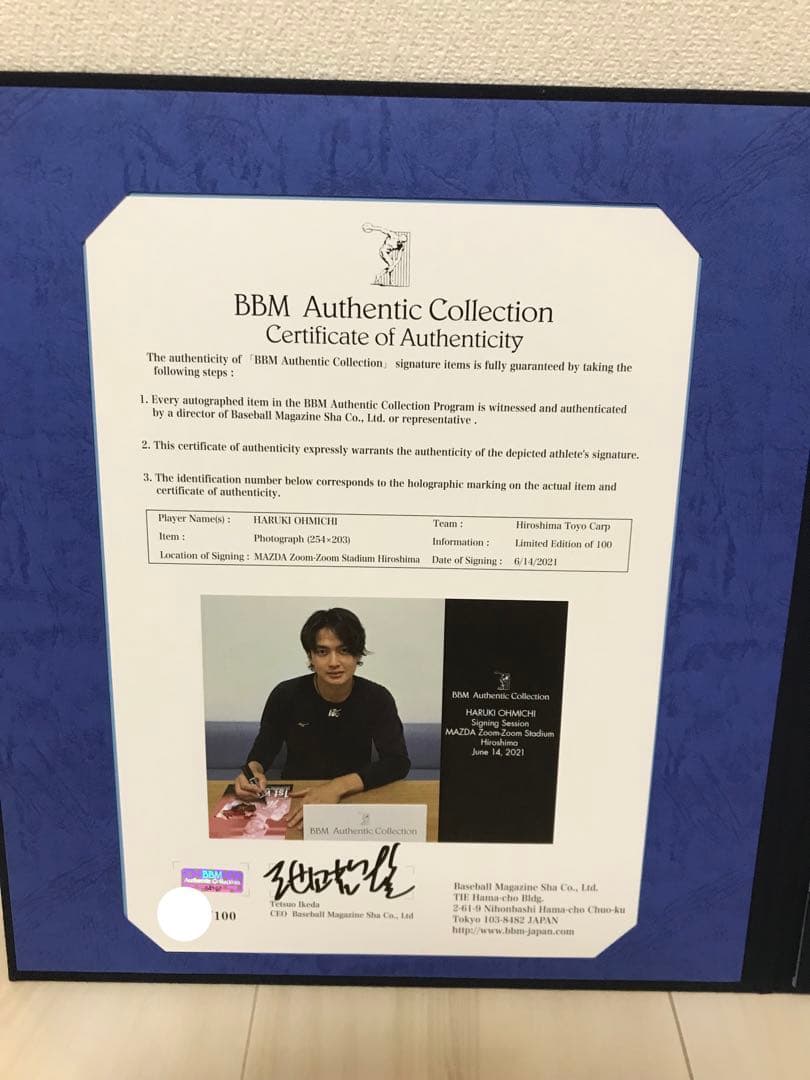 BBM Authentic Collection
Certificate of Authenticity
The authenticity of 「BBM Authentic Collection」 signature items is fully guaranteed by taking the
following steps :
1. Every autographed item in the BBM Authentic Collection Program is witnessed and authenticated
by a director of Baseball Magazine Sha Co., Ltd. or representative .
2. This certificate of authenticity expressly warrants the authenticity of the depicted athlete's signature.
3. The identification number below corresponds to the holographic marking on the actual item and
certificate of authenticity.
Player Name(s) : HARUKI OHMICHI Team : Hiroshima Toyo Carp
Item : Photograph (254×203) Information : Limited Edition of 100
Location of Signing : MAZDA Zoom-Zoom Stadium Hiroshima Date of Signing : 6/14/2021
BBM Authentic Collection
HARUKI OHMICHI
Signing Session
MAZDA Zoom-Zoom Stadium
Hiroshima
June 14, 2021
BBM Authentic Collection
BBM
Authentic Collection
/100
Tetsuo Ikeda
CEO Baseball Magazine Sha Co., Ltd
Baseball Magazine Sha Co., Ltd.
TIE Hama-cho Bldg.
2-61-9 Nihonbashi Hama-cho Chuo-ku
Tokyo 103-8482 JAPAN
http://www.bbm-japan.com